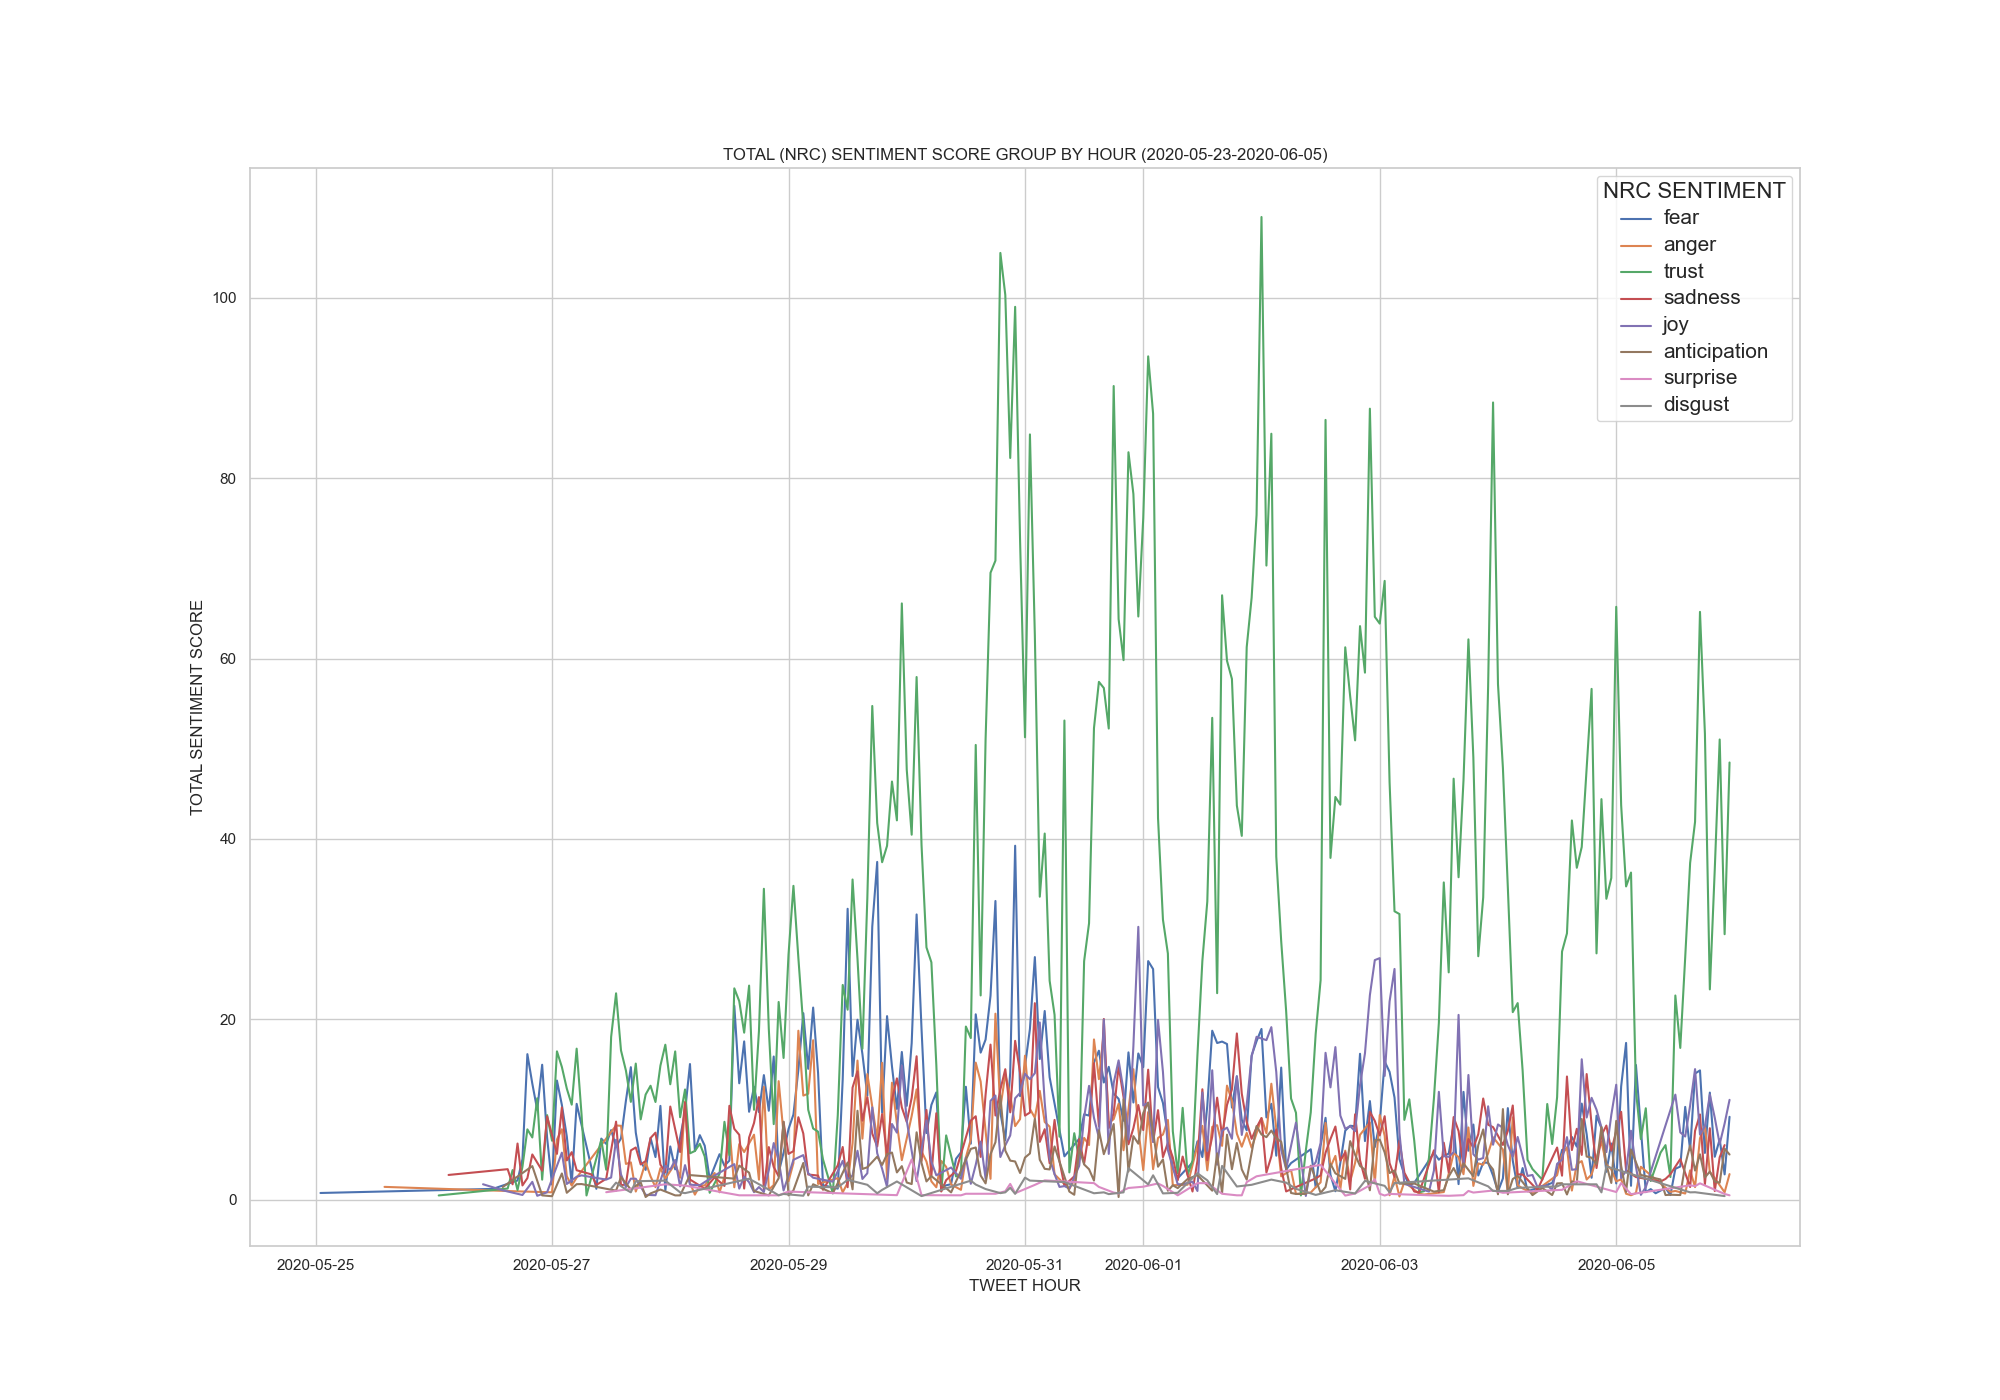 TOTAL (NRC) SENTIMENT SCORE GROUP BY HOUR (2020-05-23-2020-06-05)
NRC SENTIMENT
fear
anger
trust
sadness
joy
anticipation
surprise
disgust
100
80
60
40
20
0
TOTAL SENTIMENT SCORE
2020-05-25
2020-05-27
2020-05-29
2020-05-31
2020-06-01
2020-06-03
2020-06-05
TWEET HOUR